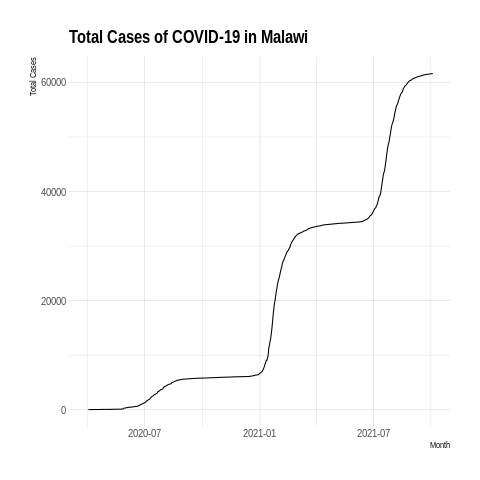 Total Cases of COVID-19 in Malawi
Total Cases
60000
40000
20000
0
2020-07
2021-01
2021-07
Month